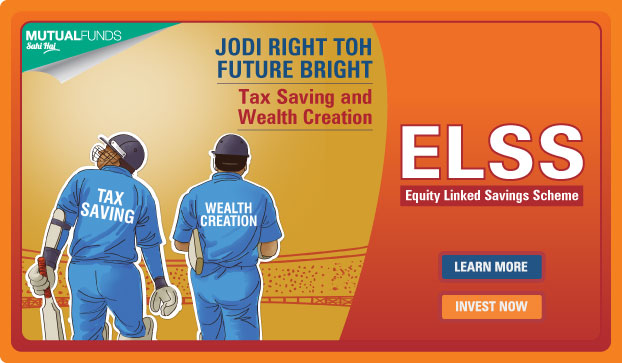 MUTUALFUNDS
Sahi Hai
JODI RIGHT TOH
FUTURE BRIGHT
Tax Saving and
Wealth Creation
TAX
SAVING
WEALTH
CREATION
ELSS
Equity Linked Savings Scheme
LEARN MORE
INVEST NOW